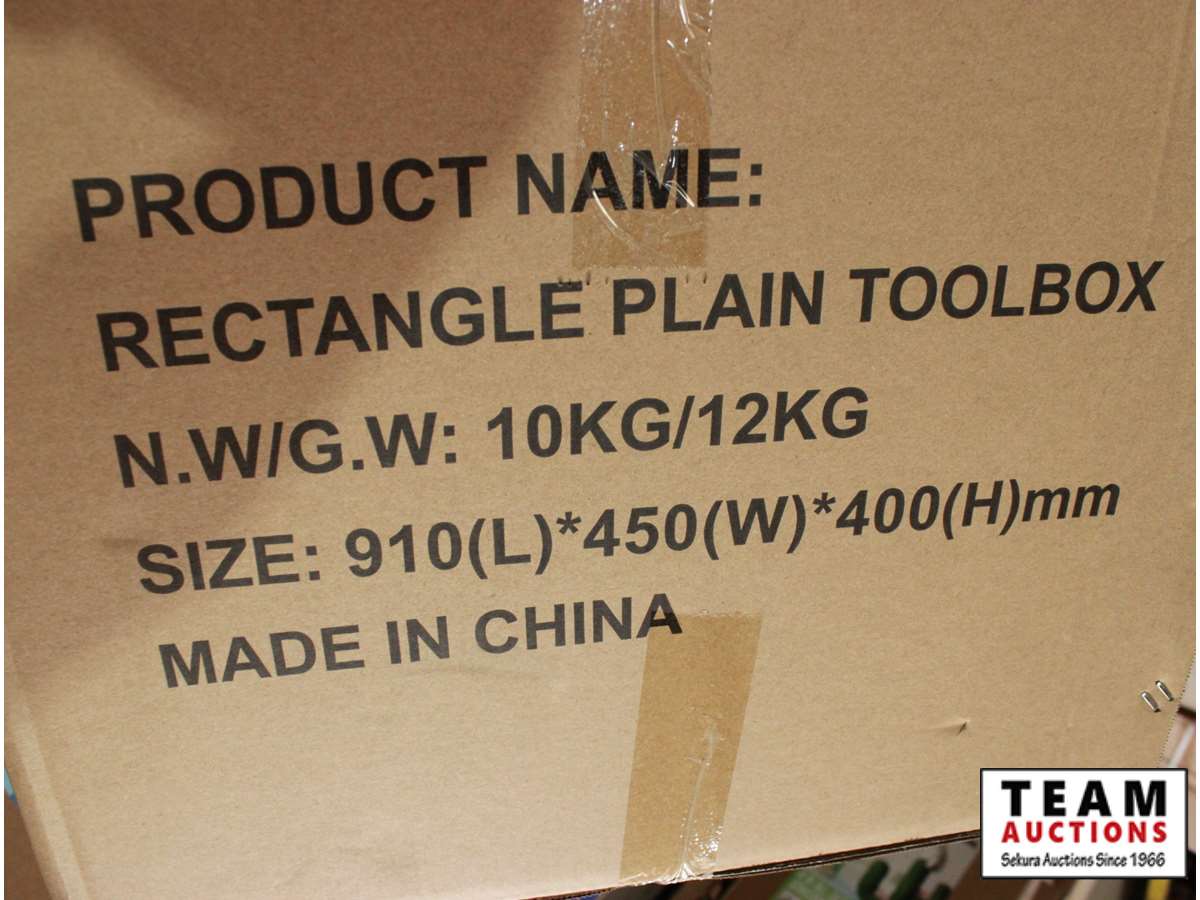 PRODUCT NAME:
RECTANGLE PLAIN TOOLBOX
N.W/G.W: 10KG/12KG
SIZE: 910(L)*450(W)*400(H)mm
MADE IN CHINA
TEAM
AUCTIONS
Sekura Auctions Since 1966